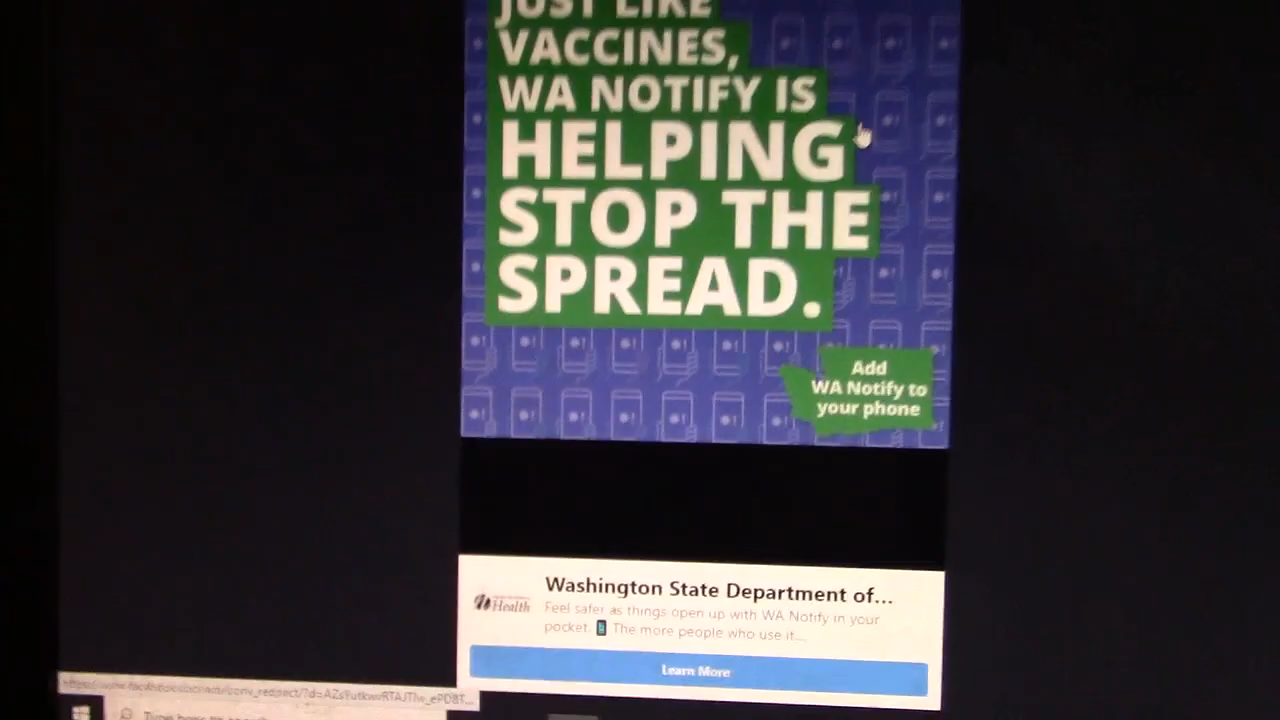 JUST LIKE
VACCINES,
WA NOTIFY IS
HELPING
STOP THE
SPREAD.
Add
WA Notify to
your phone
Washington State Department of...
Health
Feel safer as things open up with WA Notify in your
pocket. The more people who use it...
Learn More